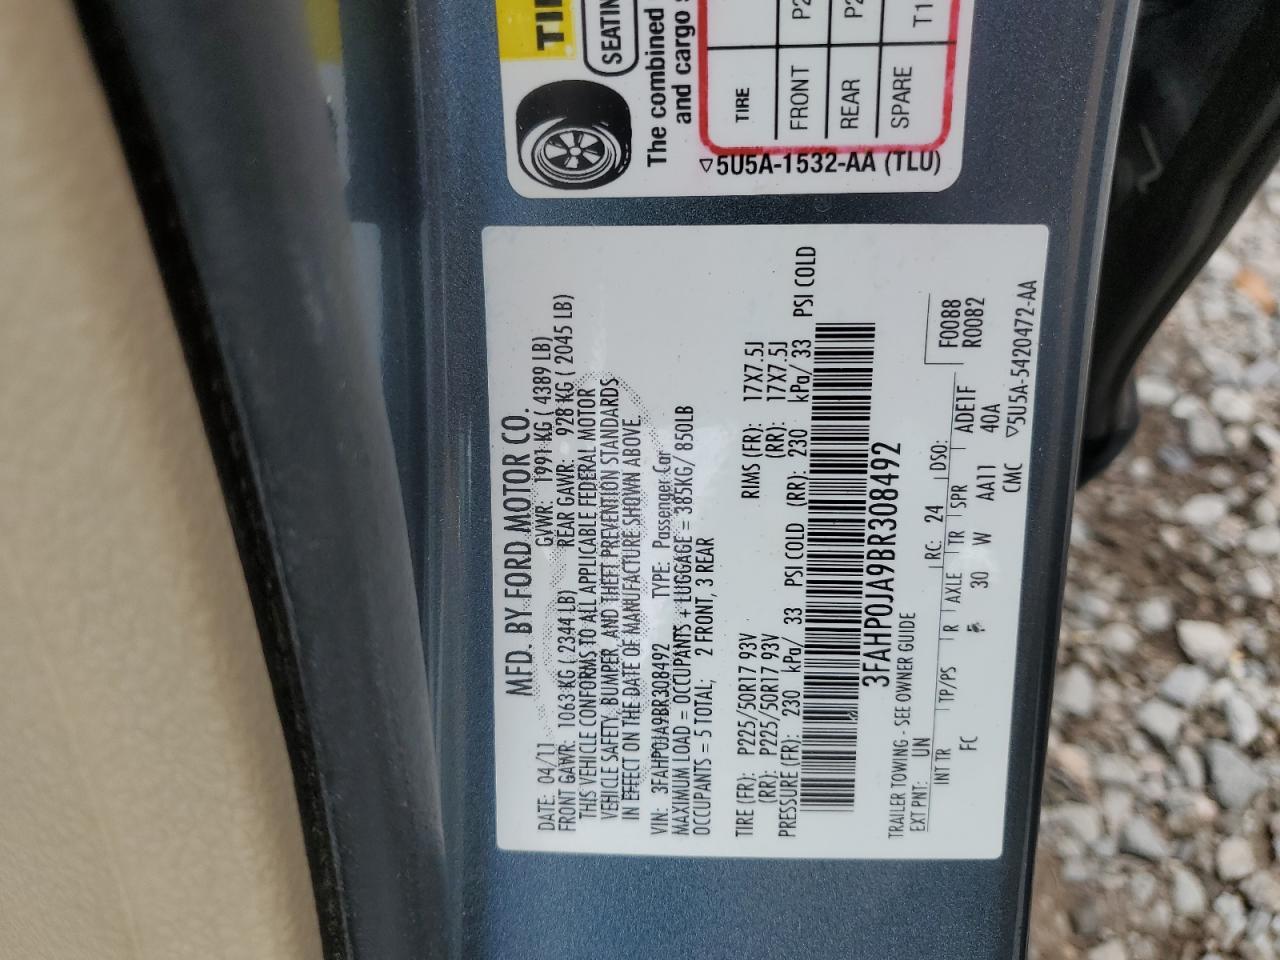 MFD. BY FORD MOTOR CO.
DATE: 04/11 GVWR: 1991 KG ( 4389 LB)
FRONT GAWR: 1063 KG ( 2344 LB) REAR GAWR: 928 KG ( 2045 LB)
THIS VEHICLE CONFORMS TO ALL APPLICABLE FEDERAL MOTOR
VEHICLE SAFETY, BUMPER, AND THEFT PREVENTION STANDARDS
IN EFFECT ON THE DATE OF MANUFACTURE SHOWN ABOVE
VIN: 3FAHP0JA9BR308492 TYPE: Passenger Car
MAXIMUM LOAD = OCCUPANTS + LUGGAGE = 385KG/ 850LB
OCCUPANTS = 5 TOTAL; 2 FRONT, 3 REAR
TIRE (FR): P225/50R17 93V RIMS (FR): 17X7.5J
(RR): P225/50R17 93V (RR): 17X7.5J
PRESSURE (FR): 230 kPa/ 33 PSI COLD (RR): 230 kPa/ 33 PSI COLD
3FAHP0JA9BR308492
TRAILER TOWING - SEE OWNER GUIDE
EXT PNT: UN RC: 24 DSO: F0088
R0082
INT TR TP/PS R AXLE TR SPR ADE1F
FC 30 W AA11 40A
CMC
▽5U5A-5420472-AA
SEATIN
The combined
and cargo
TIRE
FRONT P2
REAR P2
SPARE T1
▽5U5A-1532-AA (TLU)